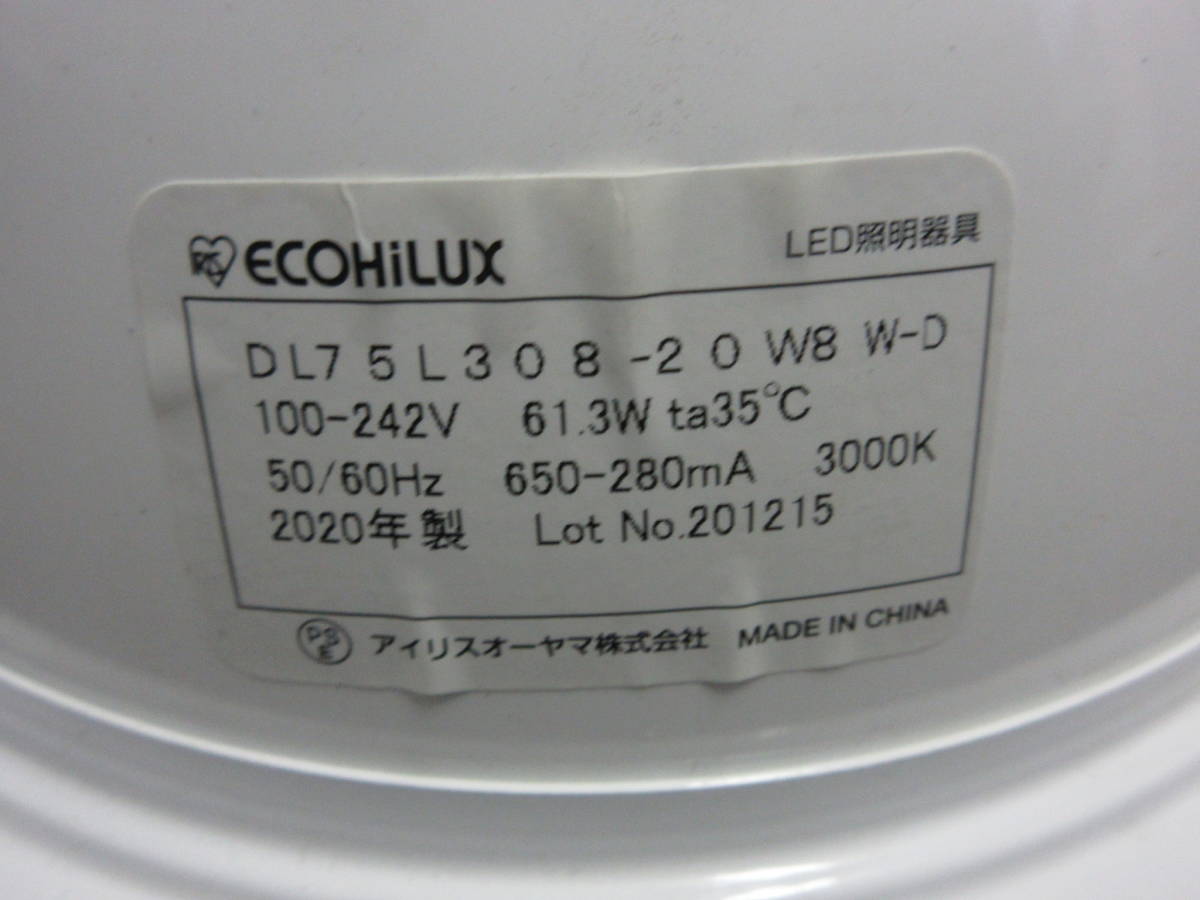 IRIS ECOHiLUX
LED照明器具
DL75L308-20W8 W-D
100-242V 61.3W ta35℃
50/60Hz 650-280mA 3000K
2020年製 Lot No.201215
PSE アイリスオーヤマ株式会社 MADE IN CHINA